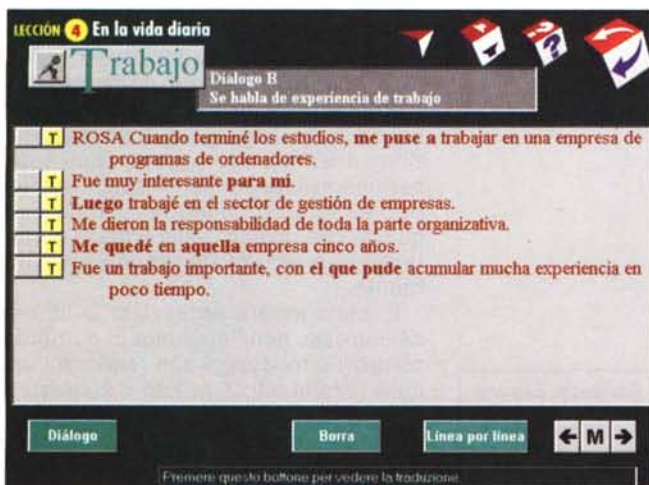 LECCIÓN 4 En la vida diaria
Trabajo
Diálogo B
Se habla de experiencia de trabajo
T ROSA Cuando terminé los estudios, me puse a trabajar en una empresa de
programas de ordenadores.
T Fue muy interesante para mí.
T Luego trabajé en el sector de gestión de empresas.
T Me dieron la responsabilidad de toda la parte organizativa.
T Me quedé en aquella empresa cinco años.
T Fue un trabajo importante, con el que pude acumular mucha experiencia en
poco tiempo.
Diálogo Borra Línea por línea M
Premere questo bottone per vedere la traduzione